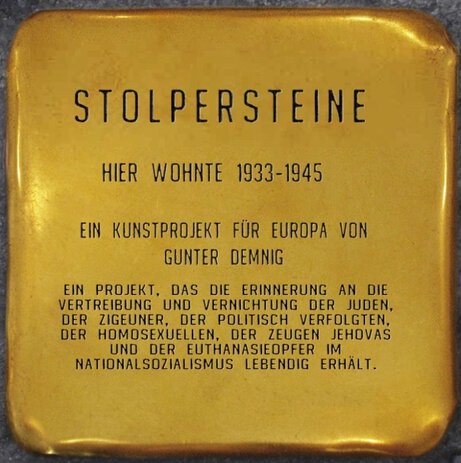 STOLPERSTEINE
HIER WOHNTE 1933-1945
EIN KUNSTPROJEKT FÜR EUROPA VON
GUNTER DEMNIG
EIN PROJEKT, DAS DIE ERINNERUNG AN DIE
VERTREIBUNG UND VERNICHTUNG DER JUDEN,
DER ZIGEUNER, DER POLITISCH VERFOLGTEN,
DER HOMOSEXUELLEN, DER ZEUGEN JEHOVAS
UND DER EUTHANASIEOPFER IM
NATIONALSOZIALISMUS LEBENDIG ERHÄLT.